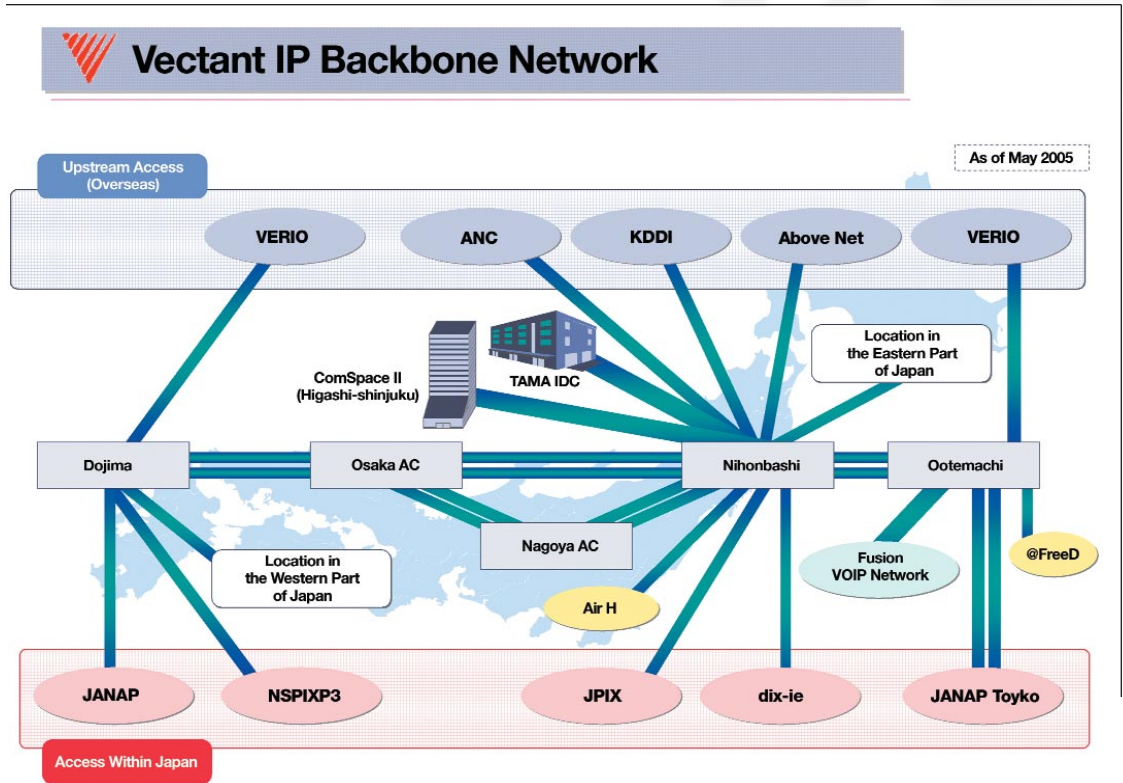 Vectant IP Backbone Network
As of May 2005
Upstream Access
(Overseas)
VERIO
ANC
KDDI
Above Net
VERIO
Location in
the Eastern Part
of Japan
TAMA IDC
ComSpace II
(Higashi-shinjuku)
Dojima
Osaka AC
Nihonbashi
Ootemachi
Nagoya AC
Location in
the Western Part
of Japan
Fusion
VOIP Network
@FreeD
Air H
JANAP
NSPIXP3
JPIX
dix-ie
JANAP Toyko
Access Within Japan